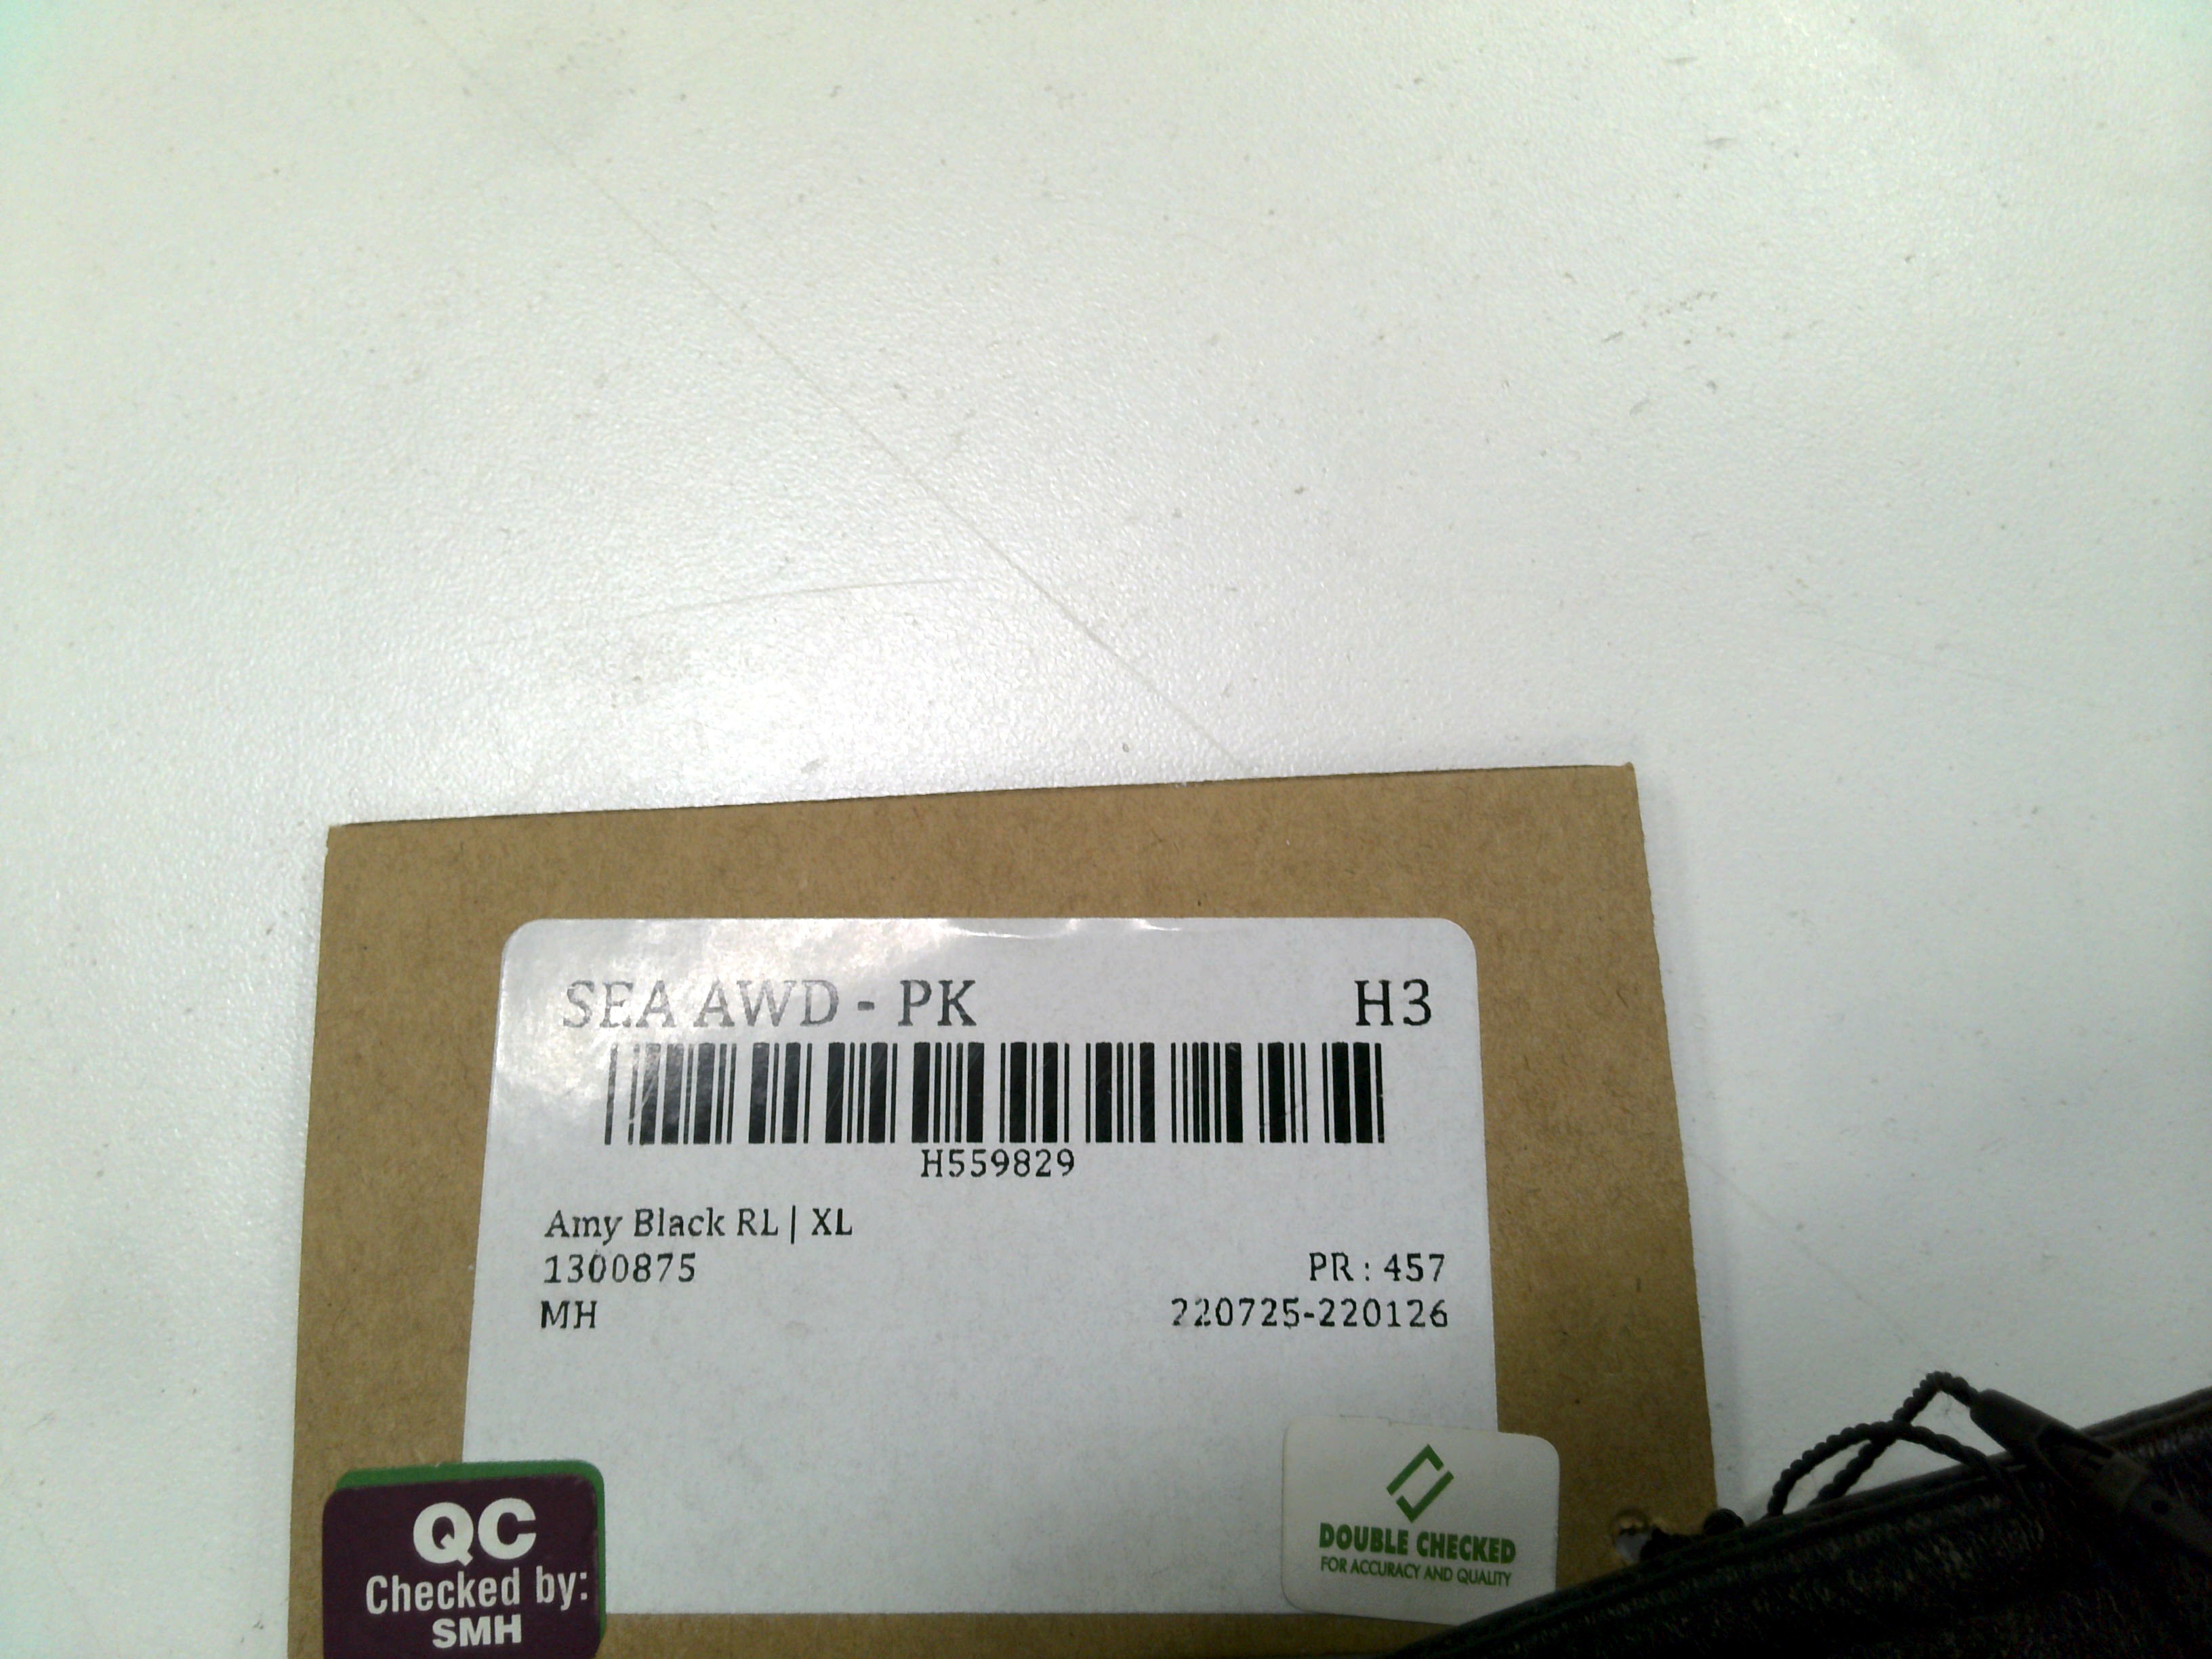 SEA AWD - PK H3
H559829
Amy Black RL | XL
1300875 PR : 457
MH 220725-220126
QC
Checked by:
SMH
DOUBLE CHECKED
FOR ACCURACY AND QUALITY